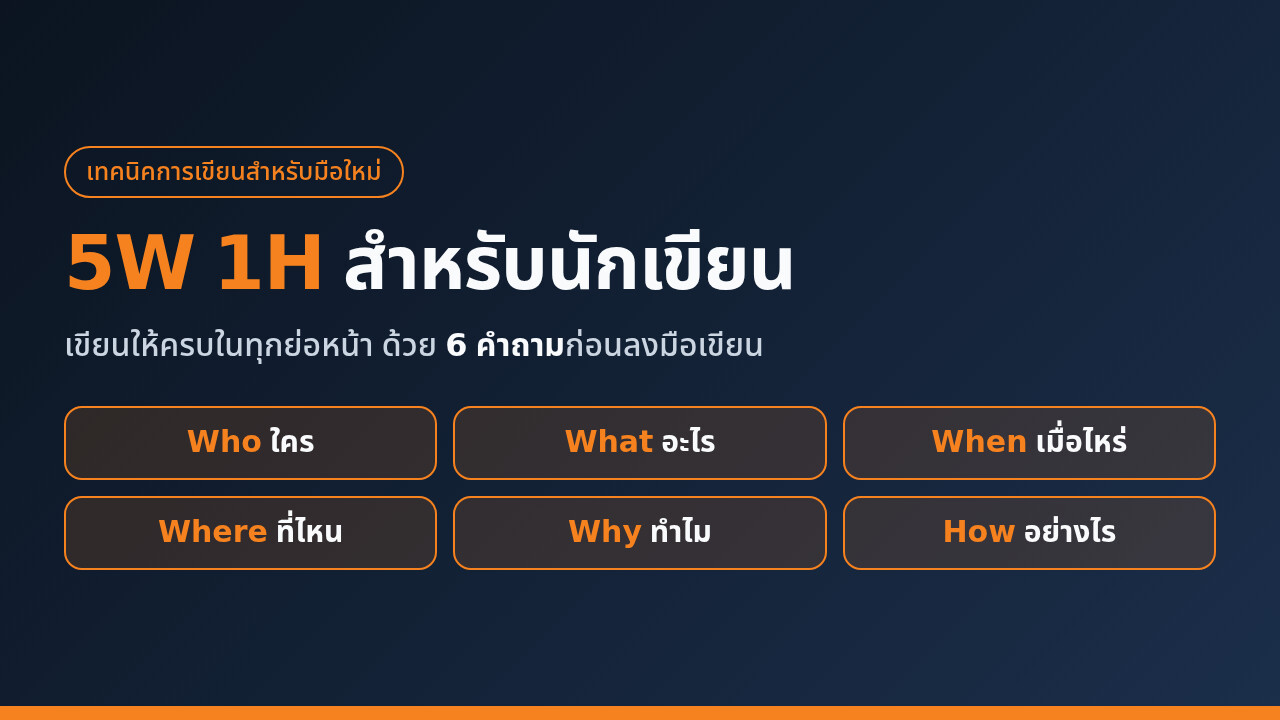 เทคนิคการเขียนสำหรับมือใหม่
5W 1H สำหรับนักเขียน
เขียนให้ครบในทุกย่อหน้า ด้วย 6 คำถามก่อนลงมือเขียน
Who ใคร
What อะไร
When เมื่อไหร่
Where ที่ไหน
Why ทำไม
How อย่างไร